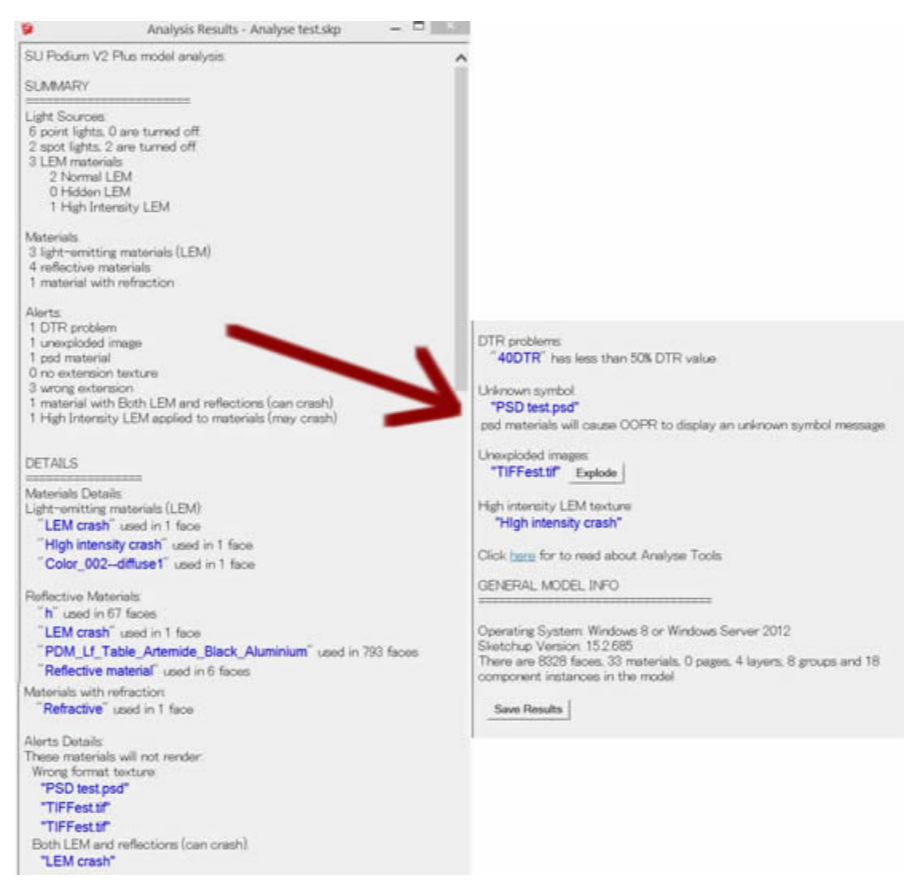 Analysis Results - Analyse test.skp
SU Podium V2 Plus model analysis:
SUMMARY
========================
Light Sources:
6 point lights, 0 are turned off
2 spot lights, 2 are turned off
3 LEM materials
2 Normal LEM
0 Hidden LEM
1 High Intensity LEM
Materials:
3 light-emitting materials (LEM)
4 reflective materials
1 material with refraction
Alerts:
1 DTR problem
1 unexploded image
1 psd material
0 no extension texture
3 wrong extension
1 material with Both LEM and reflections (can crash)
1 High Intensity LEM applied to materials (may crash)
DETAILS
=================
Materials Details:
Light-emitting materials (LEM):
"LEM crash" used in 1 face
"HIgh intensity crash" used in 1 face
"Color_002--diffuse1" used in 1 face
Reflective Materials:
"h" used in 67 faces
"LEM crash" used in 1 face
"PDM_Lf_Table_Artemide_Black_Aluminium" used in 793 faces
"Reflective material" used in 6 faces
Materials with refraction:
"Refractive" used in 1 face
Alerts Details:
These materials will not render:
Wrong format texture
"PSD test.psd"
"TIFFest.tif"
"TIFFest.tif"
Both LEM and reflections (can crash):
"LEM crash"
DTR problems:
"40DTR" has less than 50% DTR value
Unknown symbol:
"PSD test.psd"
psd materials will cause OOPR to display an unknown symbol message
Unexploded images:
"TIFFest.tif" Explode
High intensity LEM texture
"HIgh intensity crash"
Click here for to read about Analyse Tools
GENERAL MODEL INFO
==================================
Operating System: Windows 8 or Windows Server 2012
Sketchup Version: 15.2.685
There are 8328 faces, 33 materials, 0 pages, 4 layers, 8 groups and 18
component instances in the model
Save Results